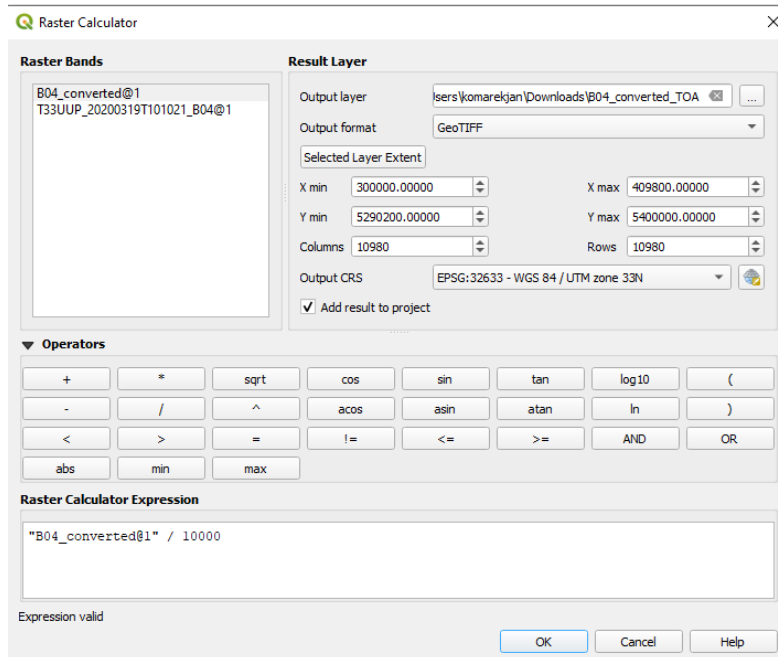 Raster Calculator
Raster Bands
B04_converted@1
T33UUP_20200319T101021_B04@1
Result Layer
Output layer Jsers\komarekjan\Downloads\B04_converted_TOA ...
Output format GeoTIFF
Selected Layer Extent
X min 300000.00000 X max 409800.00000
Y min 5290200.00000 Y max 5400000.00000
Columns 10980 Rows 10980
Output CRS EPSG:32633 - WGS 84 / UTM zone 33N
Add result to project
Operators
+ * sqrt cos sin tan log10 (
- / ^ acos asin atan ln )
< > = != <= >= AND OR
abs min max
Raster Calculator Expression
"B04_converted@1" / 10000
Expression valid
OK Cancel Help